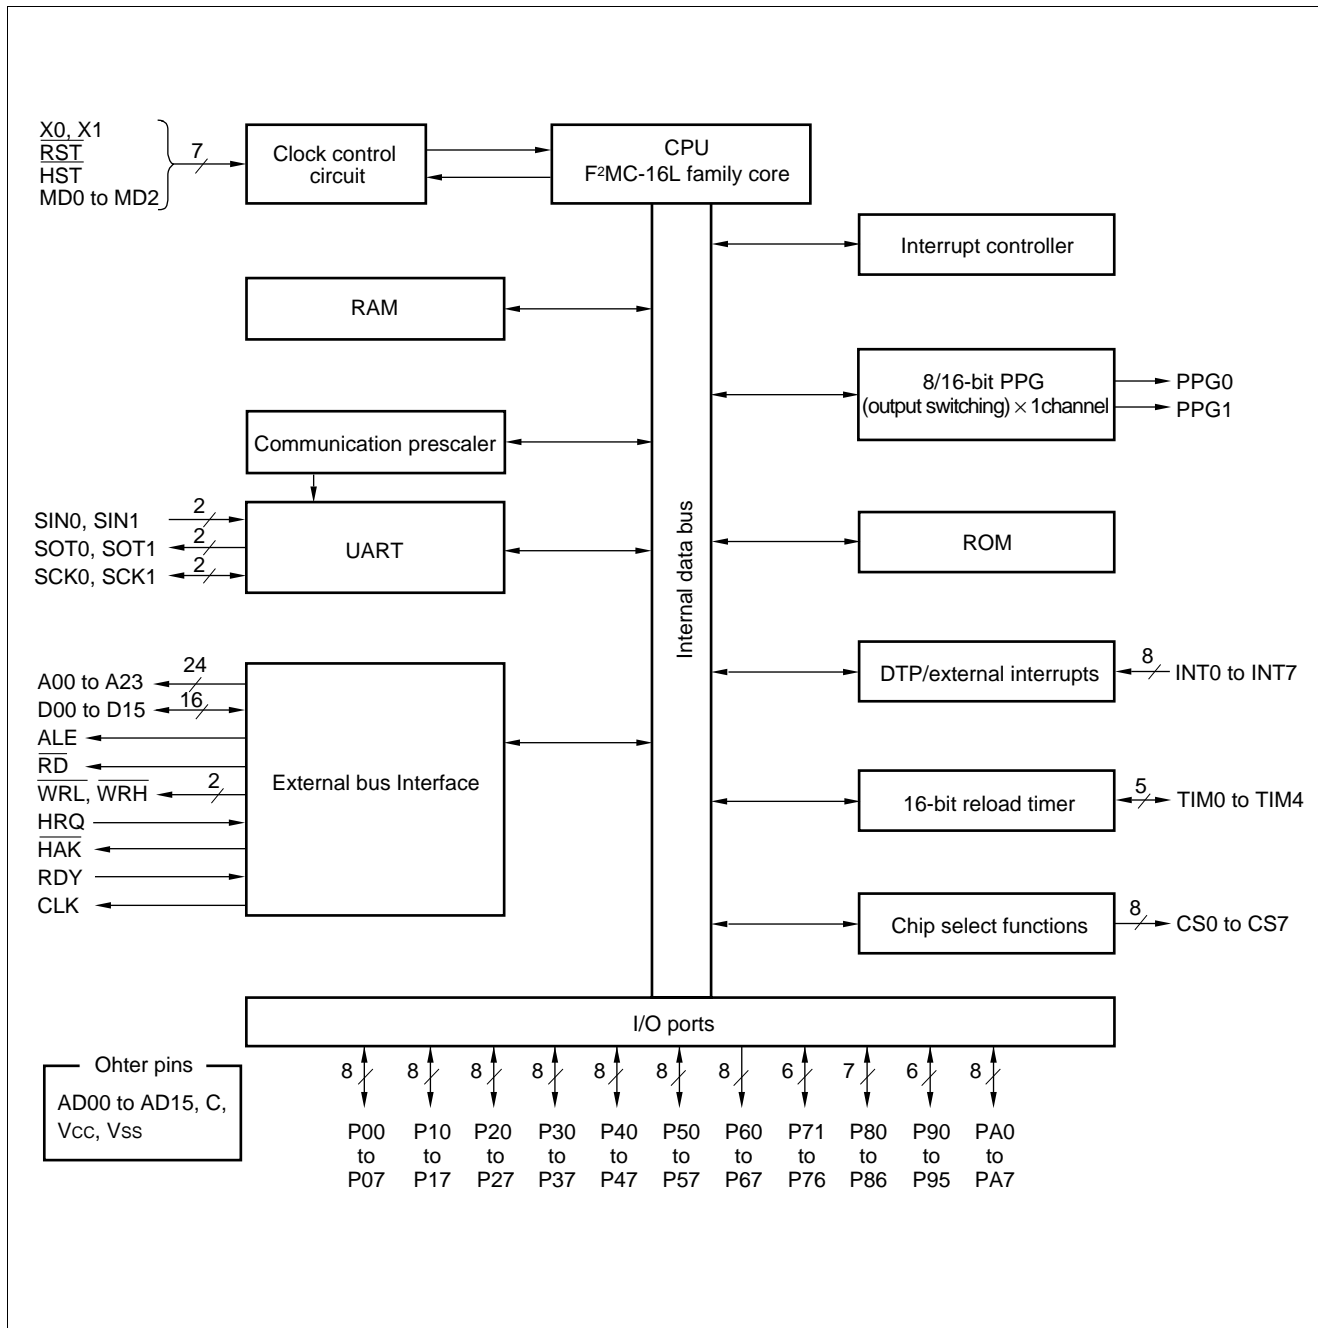 X0, X1
RST
HST
MD0 to MD2
7
Clock control
circuit
CPU
F²MC-16L family core
Interrupt controller
RAM
8/16-bit PPG
(output switching) × 1channel
PPG0
PPG1
Communication prescaler
SIN0, SIN1
2
SOT0, SOT1
2
SCK0, SCK1
2
UART
Internal data bus
ROM
A00 to A23
24
D00 to D15
16
ALE
RD
WRL, WRH
2
HRQ
HAK
RDY
CLK
External bus Interface
DTP/external interrupts
8
INT0 to INT7
16-bit reload timer
5
TIM0 to TIM4
Chip select functions
8
CS0 to CS7
I/O ports
8 8 8 8 8 8 8 6 7 6 8
P00 P10 P20 P30 P40 P50 P60 P71 P80 P90 PA0
to to to to to to to to to to to
P07 P17 P27 P37 P47 P57 P67 P76 P86 P95 PA7
Ohter pins
AD00 to AD15, C,
VCC, VSS